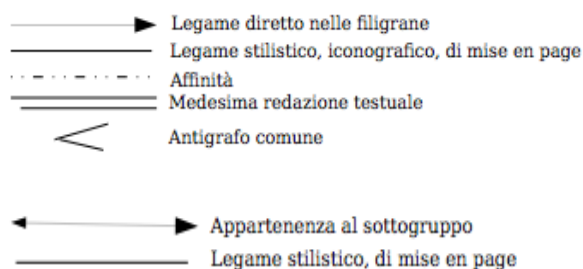 Legame diretto nelle filigrane
Legame stilistico, iconografico, di mise en page
Affinità
Medesima redazione testuale
Antigrafo comune
Appartenenza al sottogruppo
Legame stilistico, di mise en page